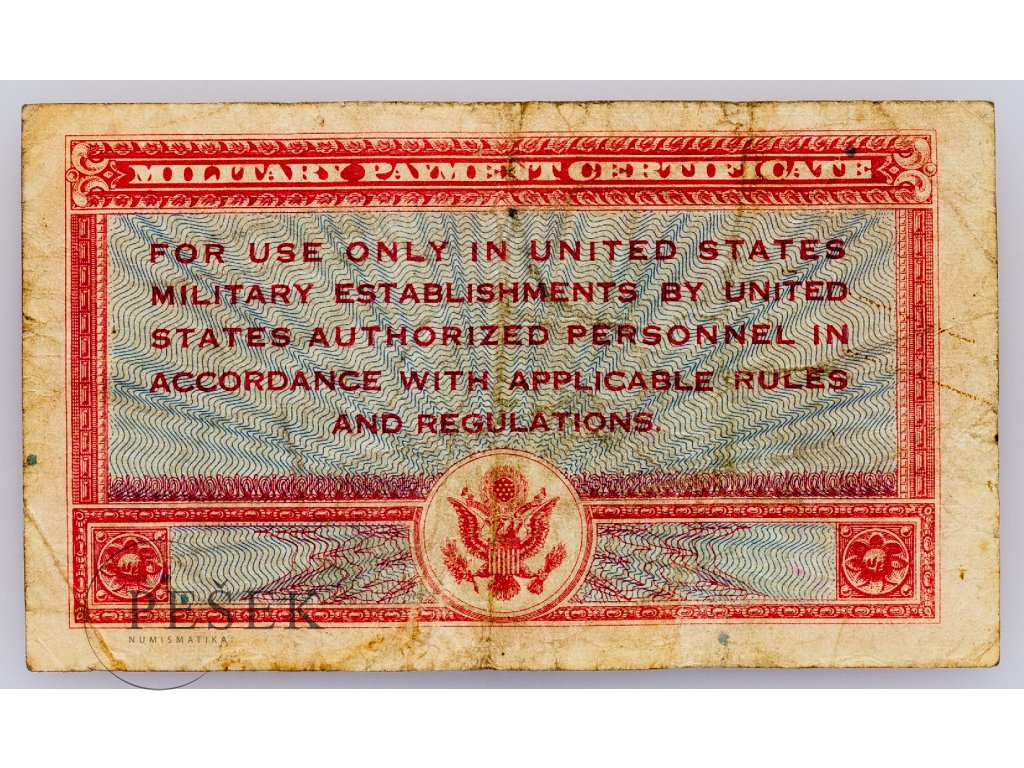 MILITARY PAYMENT CERTIFICATE
FOR USE ONLY IN UNITED STATES
MILITARY ESTABLISHMENTS BY UNITED
STATES AUTHORIZED PERSONNEL IN
ACCORDANCE WITH APPLICABLE RULES
AND REGULATIONS.
PEŠEK
NUMISMATIKA